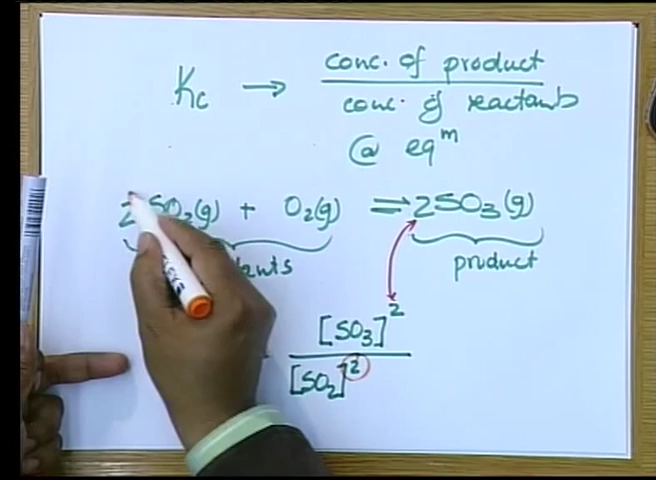 Kc → conc. of product
conc. of reactants
@ eqᵐ
2SO₂(g) + O₂(g) ⇌ 2SO₃(g)
product
[SO₃]²
[SO₂]²